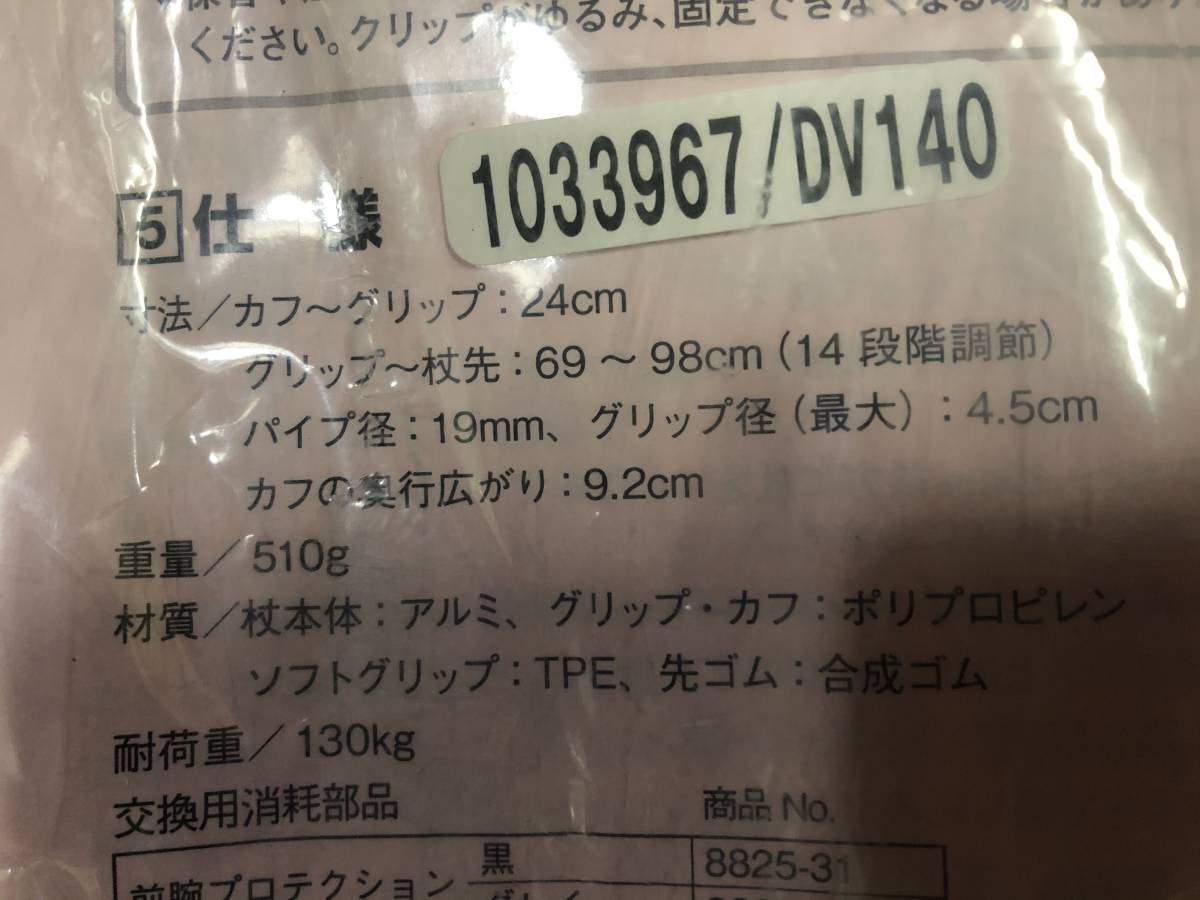 ください。クリップがゆるみ、固定できなくなる場合があり
1033967/DV140
5 仕 様
寸法／カフ〜グリップ：24cm
グリップ〜杖先：69 〜 98cm（14 段階調節）
パイプ径：19mm、グリップ径（最大）：4.5cm
カフの奥行広がり：9.2cm
重量／ 510g
材質／杖本体：アルミ、グリップ・カフ：ポリプロピレン
ソフトグリップ：TPE、先ゴム：合成ゴム
耐荷重／ 130kg
交換用消耗部品 商品 No.
前腕プロテクション 黒 8825-31